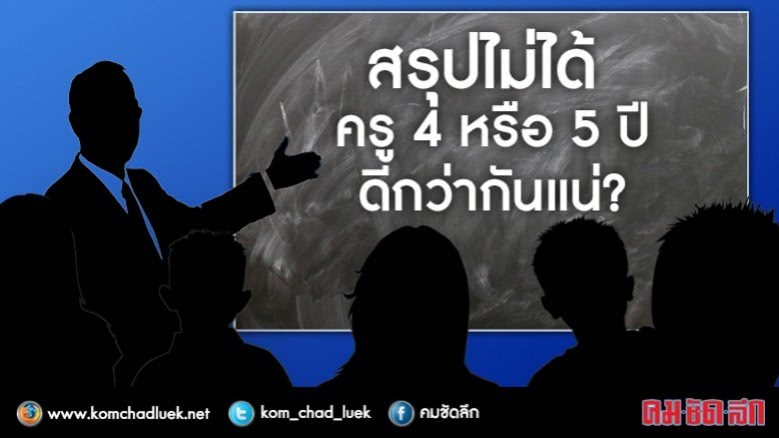 สรุปไม่ได้
ครู 4 หรือ 5 ปี
ดีกว่ากันแน่?
www.komchadluek.net
kom_chad_luek
คมชัดลึก
คม·ชัด·ลึก